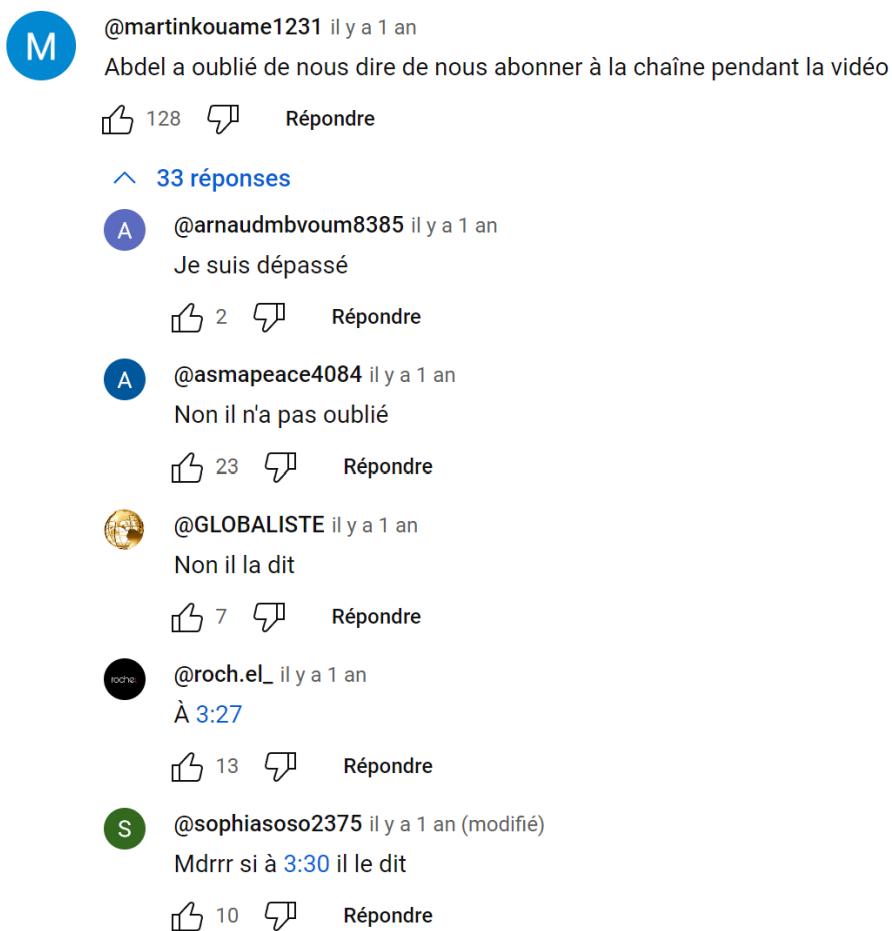 M
@martinkouame1231 il y a 1 an
Abdel a oublié de nous dire de nous abonner à la chaîne pendant la vidéo
128 Répondre
33 réponses
A
@arnaudmbvoum8385 il y a 1 an
Je suis dépassé
2 Répondre
A
@asmapeace4084 il y a 1 an
Non il n'a pas oublié
23 Répondre
@GLOBALISTE il y a 1 an
Non il la dit
7 Répondre
roche.
@roch.el_ il y a 1 an
À 3:27
13 Répondre
S
@sophiasoso2375 il y a 1 an (modifié)
Mdrrr si à 3:30 il le dit
10 Répondre